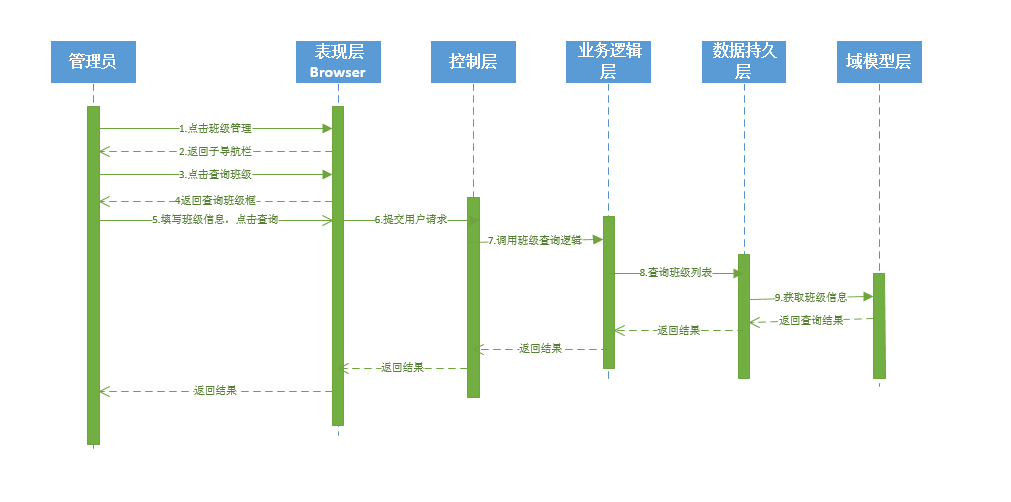 管理员
表现层
Browser
控制层
业务逻辑
层
数据持久
层
域模型层
1.点击班级管理
2.返回子导航栏
3.点击查询班级
4返回查询班级框
5.填写班级信息，点击查询
6.提交用户请求
7.调用班级查询逻辑
8.查询班级列表
9.获取班级信息
返回查询结果
返回结果
返回结果
返回结果
返回结果